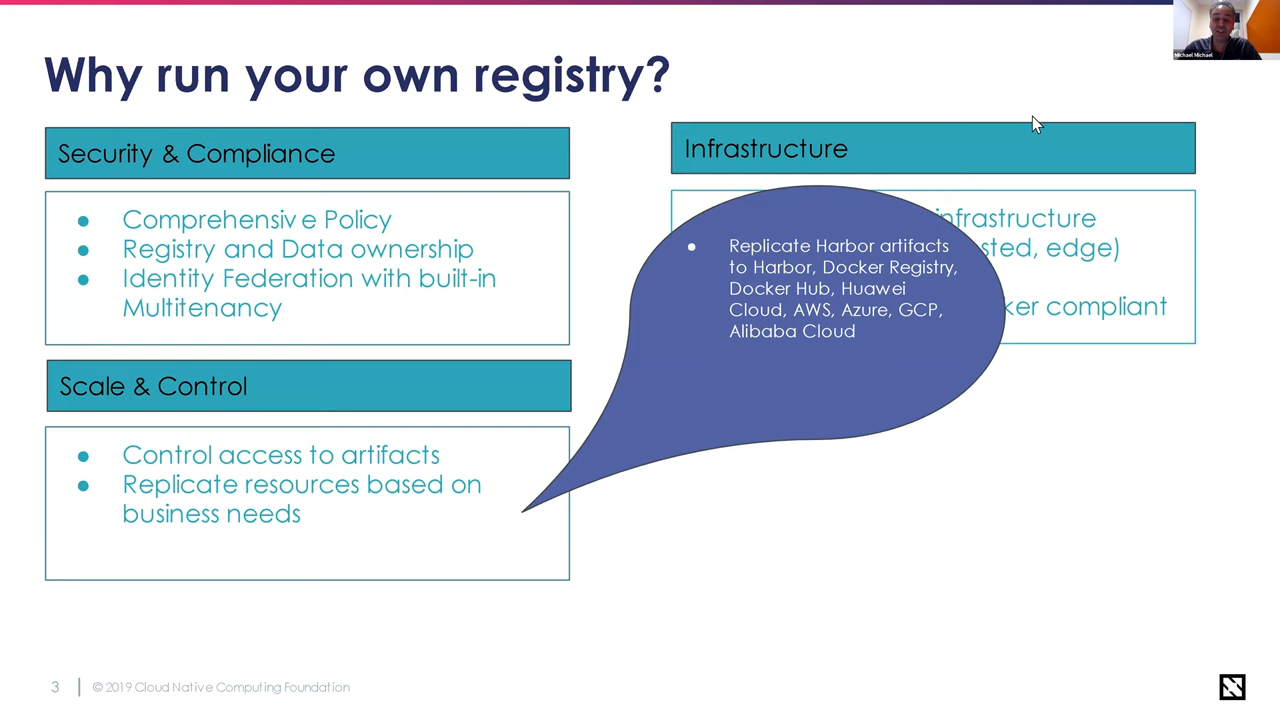 Why run your own registry?
Security & Compliance
● Comprehensive Policy
● Registry and Data ownership
● Identity Federation with built-in
Multitenancy
Scale & Control
● Control access to artifacts
● Replicate resources based on
business needs
Infrastructure
infrastructure
sted, edge)
ker compliant
● Replicate Harbor artifacts
to Harbor, Docker Registry,
Docker Hub, Huawei
Cloud, AWS, Azure, GCP,
Alibaba Cloud
Michael Michael
3
© 2019 Cloud Native Computing Foundation